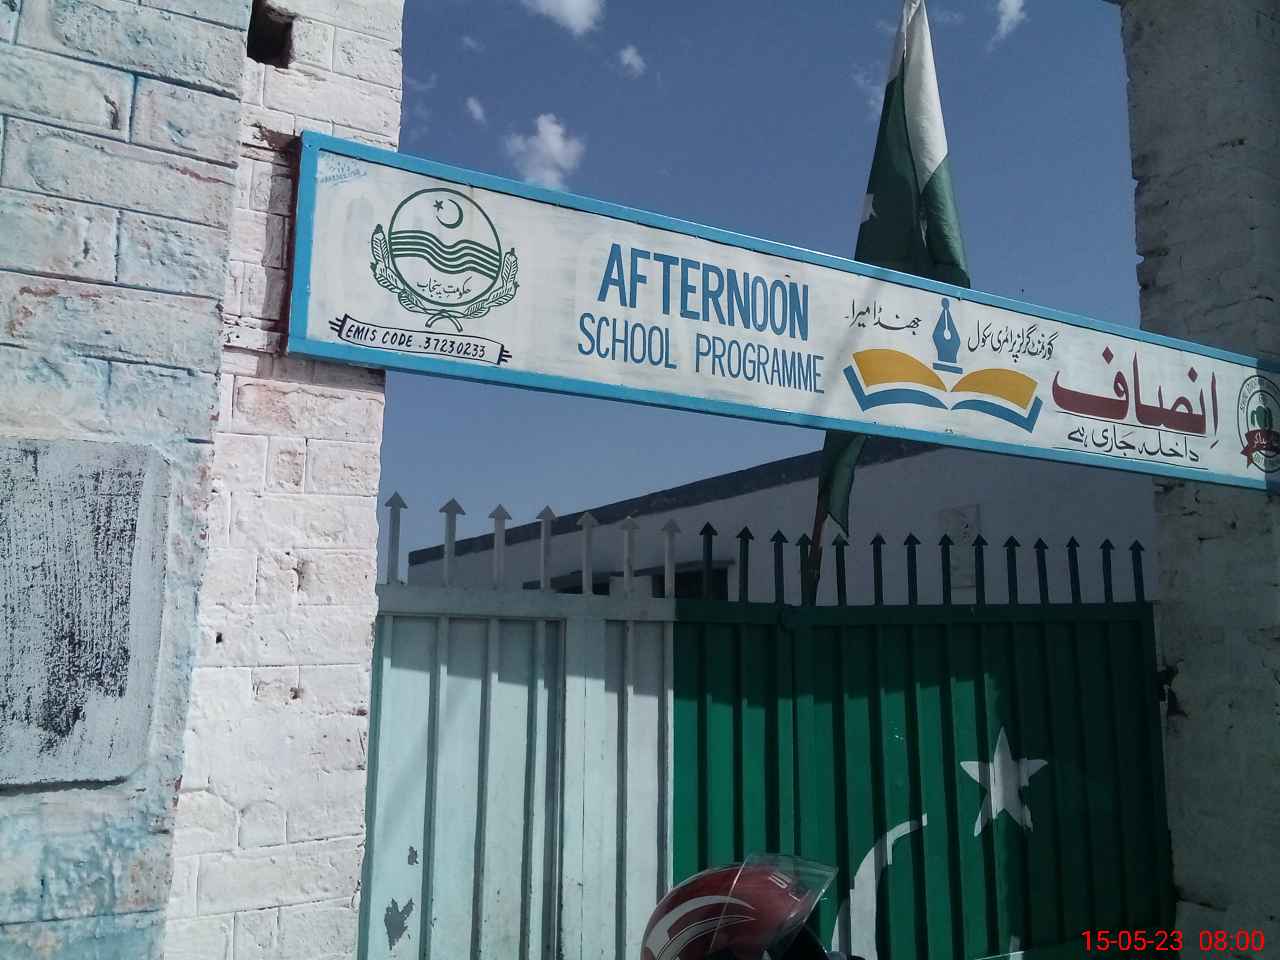 حکومت پنجاب
EMIS CODE.37230233
AFTERNOON
SCHOOL PROGRAMME
گورنمنٹ گرلز پرائمری سکول
جھنڈا میرا
اِنصاف
داخلہ جاری ہے
15-05-23 08:00